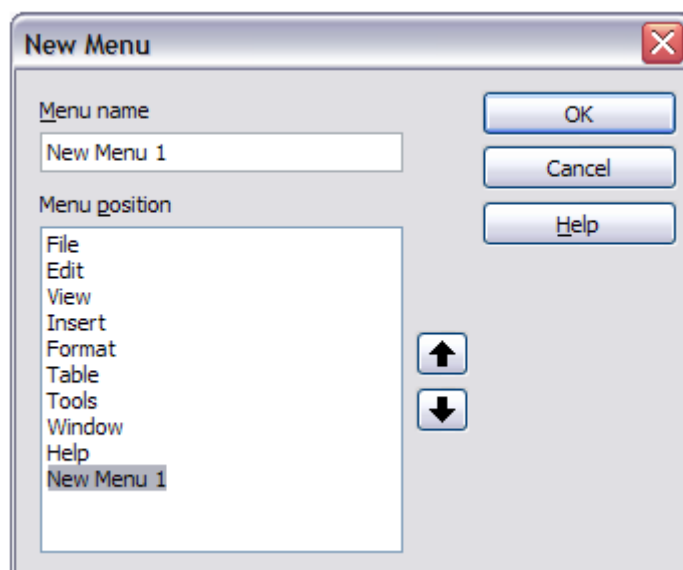 New Menu
Menu name
New Menu 1
Menu position
File
Edit
View
Insert
Format
Table
Tools
Window
Help
New Menu 1
OK
Cancel
Help